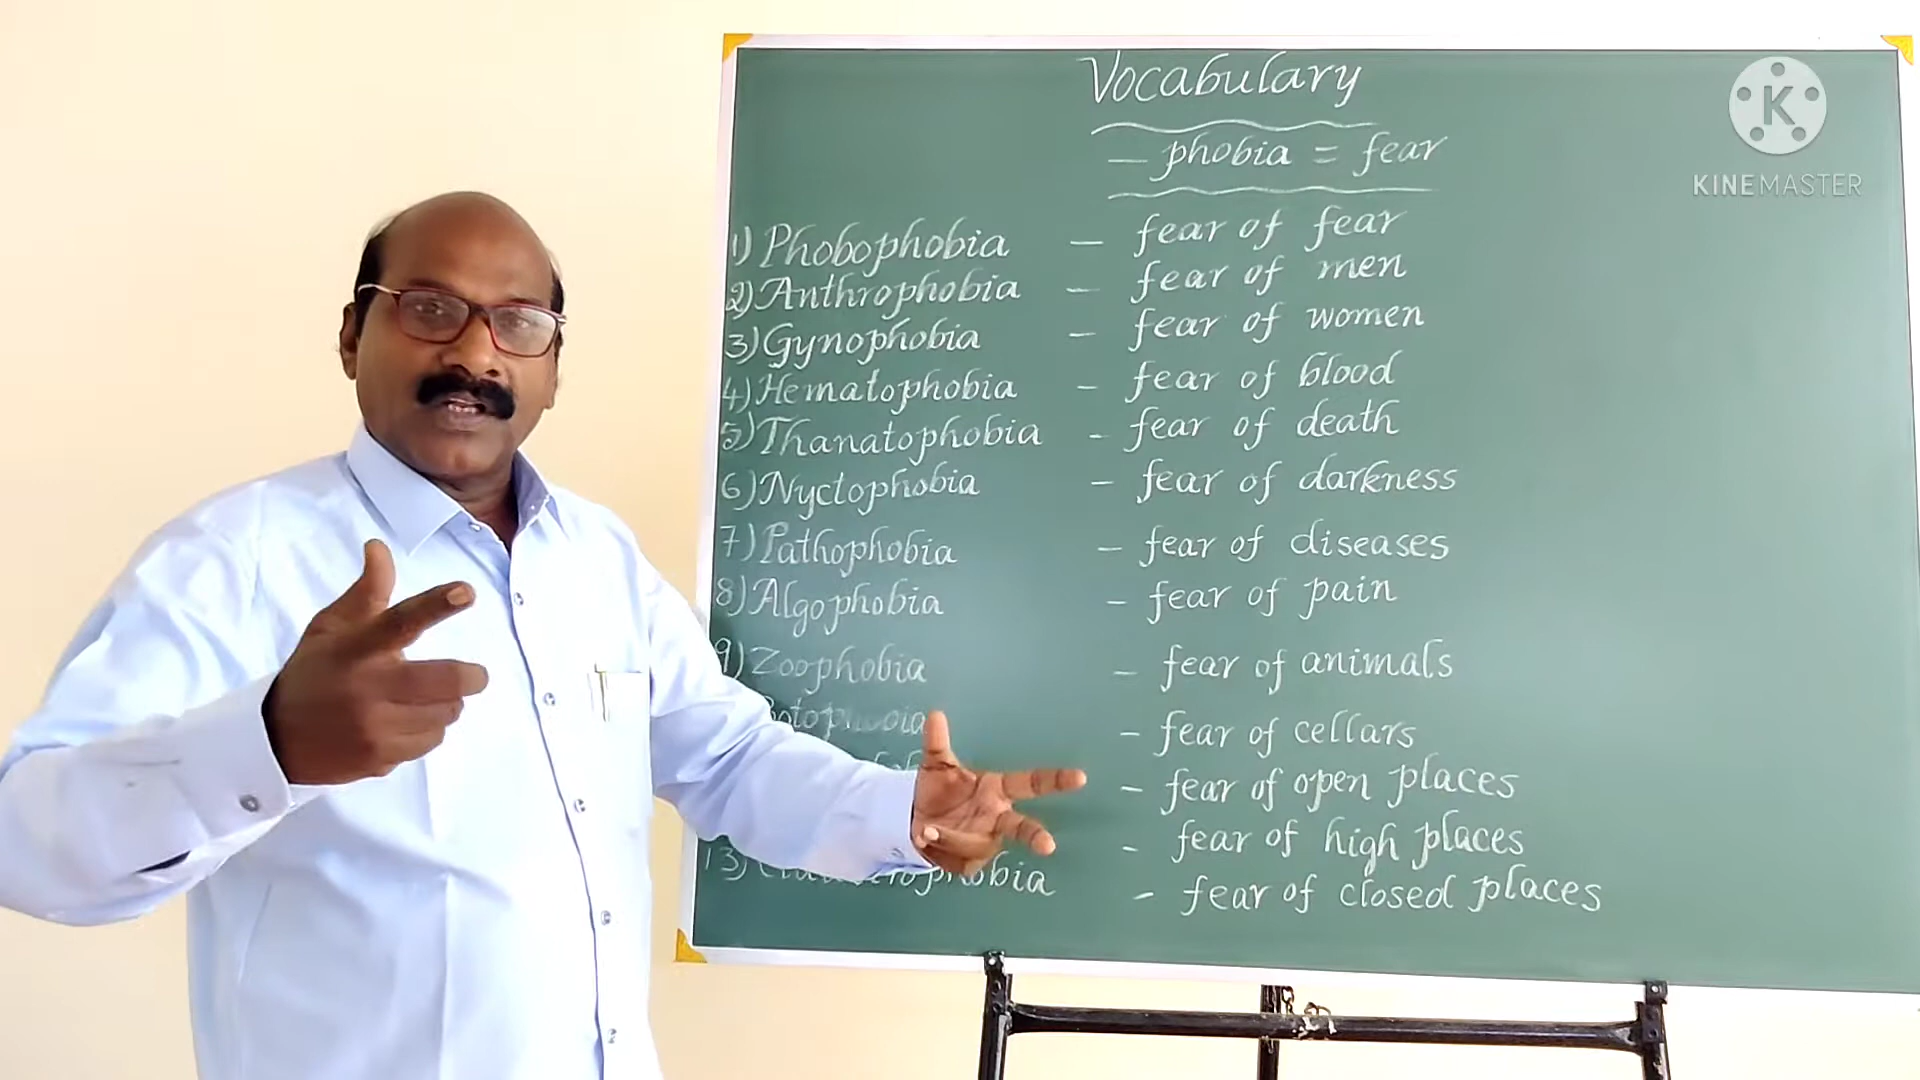 Vocabulary
– phobia = fear
1) Phobophobia – fear of fear
2) Anthrophobia – fear of men
3) Gynophobia – fear of women
4) Hematophobia – fear of blood
5) Thanatophobia – fear of death
6) Nyctophobia – fear of darkness
7) Pathophobia – fear of diseases
8) Algophobia – fear of pain
9) Zoophobia – fear of animals
– fear of cellars
– fear of open places
– fear of high places
13) – fear of closed places
K
KINEMASTER